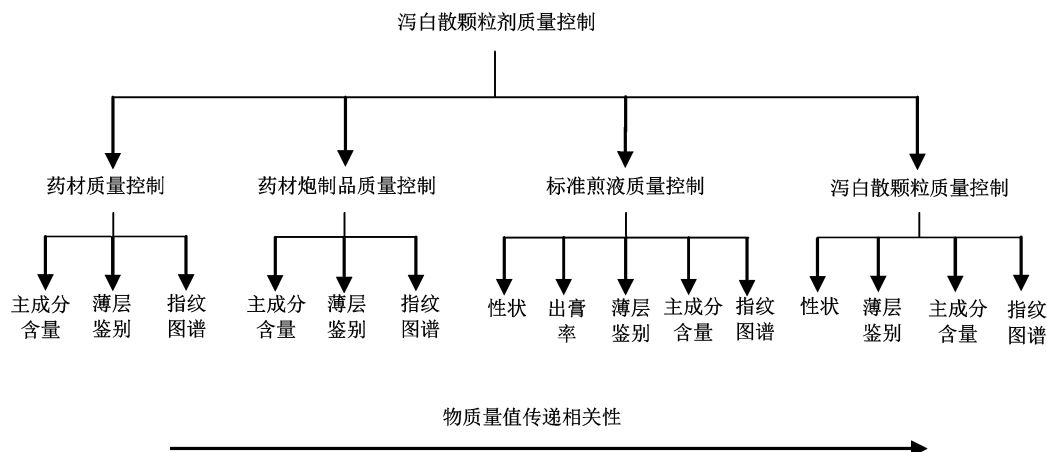 泻白散颗粒剂质量控制
药材质量控制
药材炮制品质量控制
标准煎液质量控制
泻白散颗粒质量控制
主成分
含量
薄层
鉴别
指纹
图谱
主成分
含量
薄层
鉴别
指纹
图谱
性状
出膏
率
薄层
鉴别
主成分
含量
指纹
图谱
性状
薄层
鉴别
主成分
含量
指纹
图谱
物质量值传递相关性